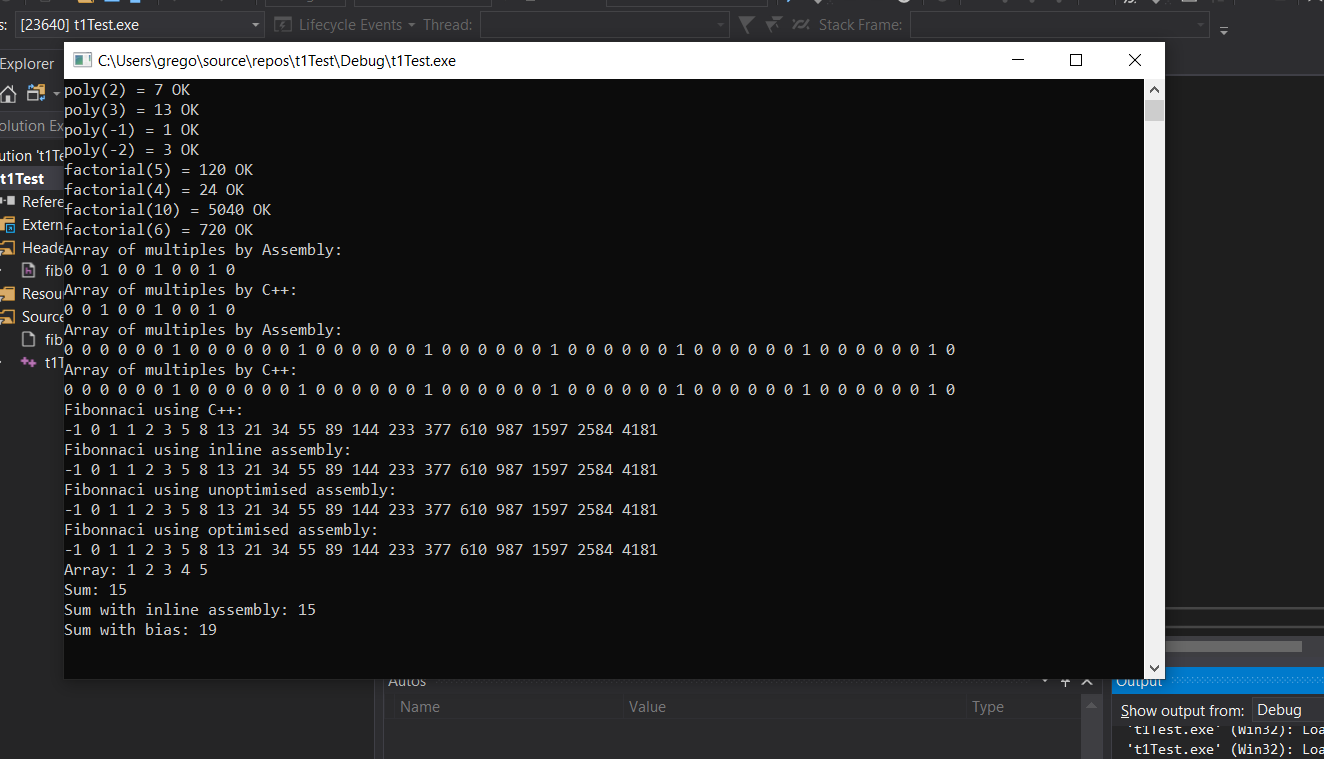 s:
[23640] t1Test.exe
Lifecycle Events
Thread:
Stack Frame:
C:\Users\grego\source\repos\t1Test\Debug\t1Test.exe
Explorer
olution Ex
ution 't1Te
t1Test
Refere
Extern
Heade
fib
Resou
Source
fib
t1T
poly(2) = 7 OK
poly(3) = 13 OK
poly(-1) = 1 OK
poly(-2) = 3 OK
factorial(5) = 120 OK
factorial(4) = 24 OK
factorial(10) = 5040 OK
factorial(6) = 720 OK
Array of multiples by Assembly:
0 0 1 0 0 1 0 0 1 0
Array of multiples by C++:
0 0 1 0 0 1 0 0 1 0
Array of multiples by Assembly:
0 0 0 0 0 0 1 0 0 0 0 0 0 1 0 0 0 0 0 0 1 0 0 0 0 0 0 1 0 0 0 0 0 0 1 0 0 0 0 0 0 1 0 0 0 0 0 0 1 0
Array of multiples by C++:
0 0 0 0 0 0 1 0 0 0 0 0 0 1 0 0 0 0 0 0 1 0 0 0 0 0 0 1 0 0 0 0 0 0 1 0 0 0 0 0 0 1 0 0 0 0 0 0 1 0
Fibonnaci using C++:
-1 0 1 1 2 3 5 8 13 21 34 55 89 144 233 377 610 987 1597 2584 4181
Fibonnaci using inline assembly:
-1 0 1 1 2 3 5 8 13 21 34 55 89 144 233 377 610 987 1597 2584 4181
Fibonnaci using unoptimised assembly:
-1 0 1 1 2 3 5 8 13 21 34 55 89 144 233 377 610 987 1597 2584 4181
Fibonnaci using optimised assembly:
-1 0 1 1 2 3 5 8 13 21 34 55 89 144 233 377 610 987 1597 2584 4181
Array: 1 2 3 4 5
Sum: 15
Sum with inline assembly: 15
Sum with bias: 19
Autos
Name
Value
Type
Output
Show output from:
Debug
't1Test.exe' (Win32): Loa
't1Test.exe' (Win32): Loa